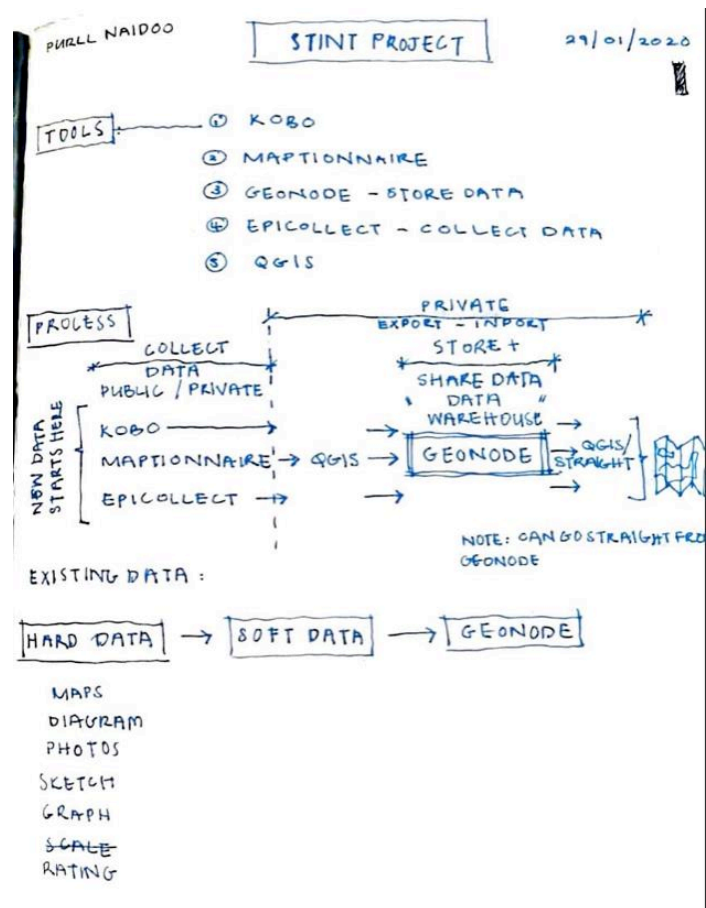 PURLL NAIDOO
STINT PROJECT
29/01/2020
TOOLS
① KOBO
② MAPTIONNAIRE
③ GEONODE - STORE DATA
④ EPICOLLECT - COLLECT DATA
⑤ QGIS
PROCESS
PRIVATE
EXPORT - IMPORT
COLLECT
DATA
PUBLIC / PRIVATE
STORE +
SHARE DATA
" DATA "
WAREHOUSE
NEW DATA
STARTS HERE
KOBO
MAPTIONNAIRE → QGIS → GEONODE → QGIS/
STRAIGHT
EPICOLLECT
NOTE: CAN GO STRAIGHT FRO
GEONODE
EXISTING DATA :
HARD DATA → SOFT DATA → GEONODE
MAPS
DIAGRAM
PHOTOS
SKETCH
GRAPH
SCALE
RATING